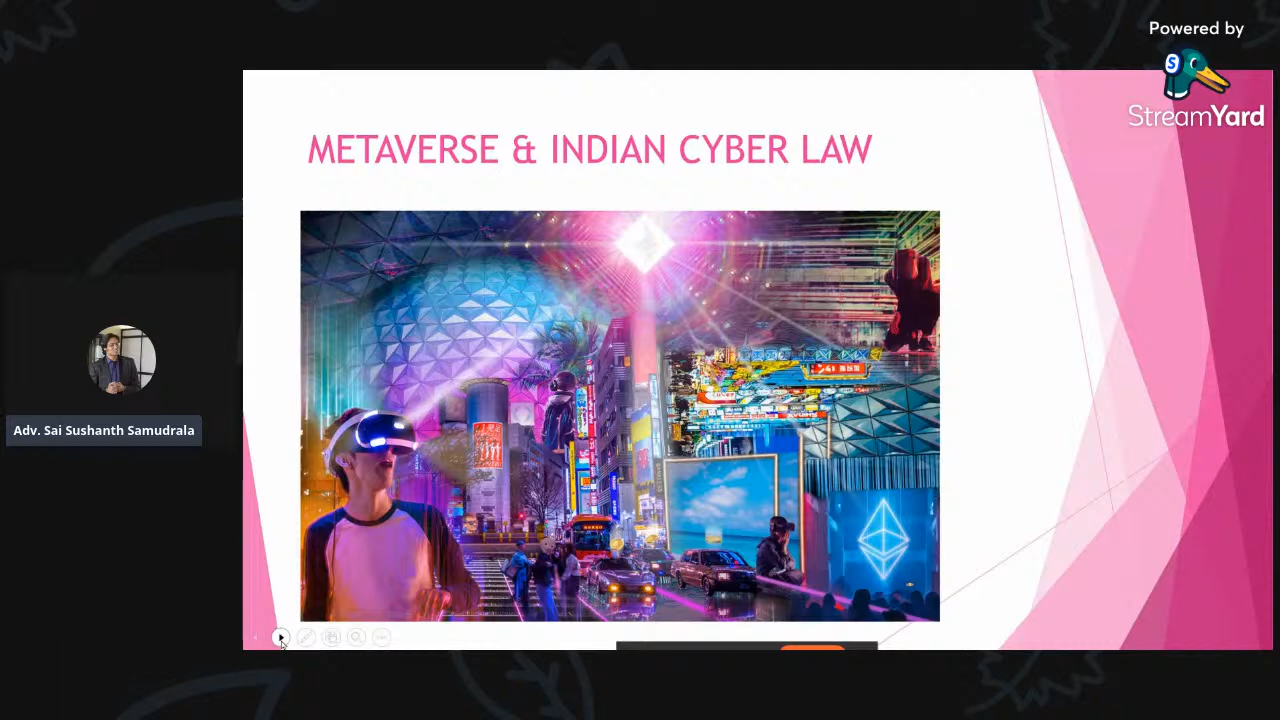 Powered by
StreamYard
METAVERSE & INDIAN CYBER LAW
Adv. Sai Sushanth Samudrala